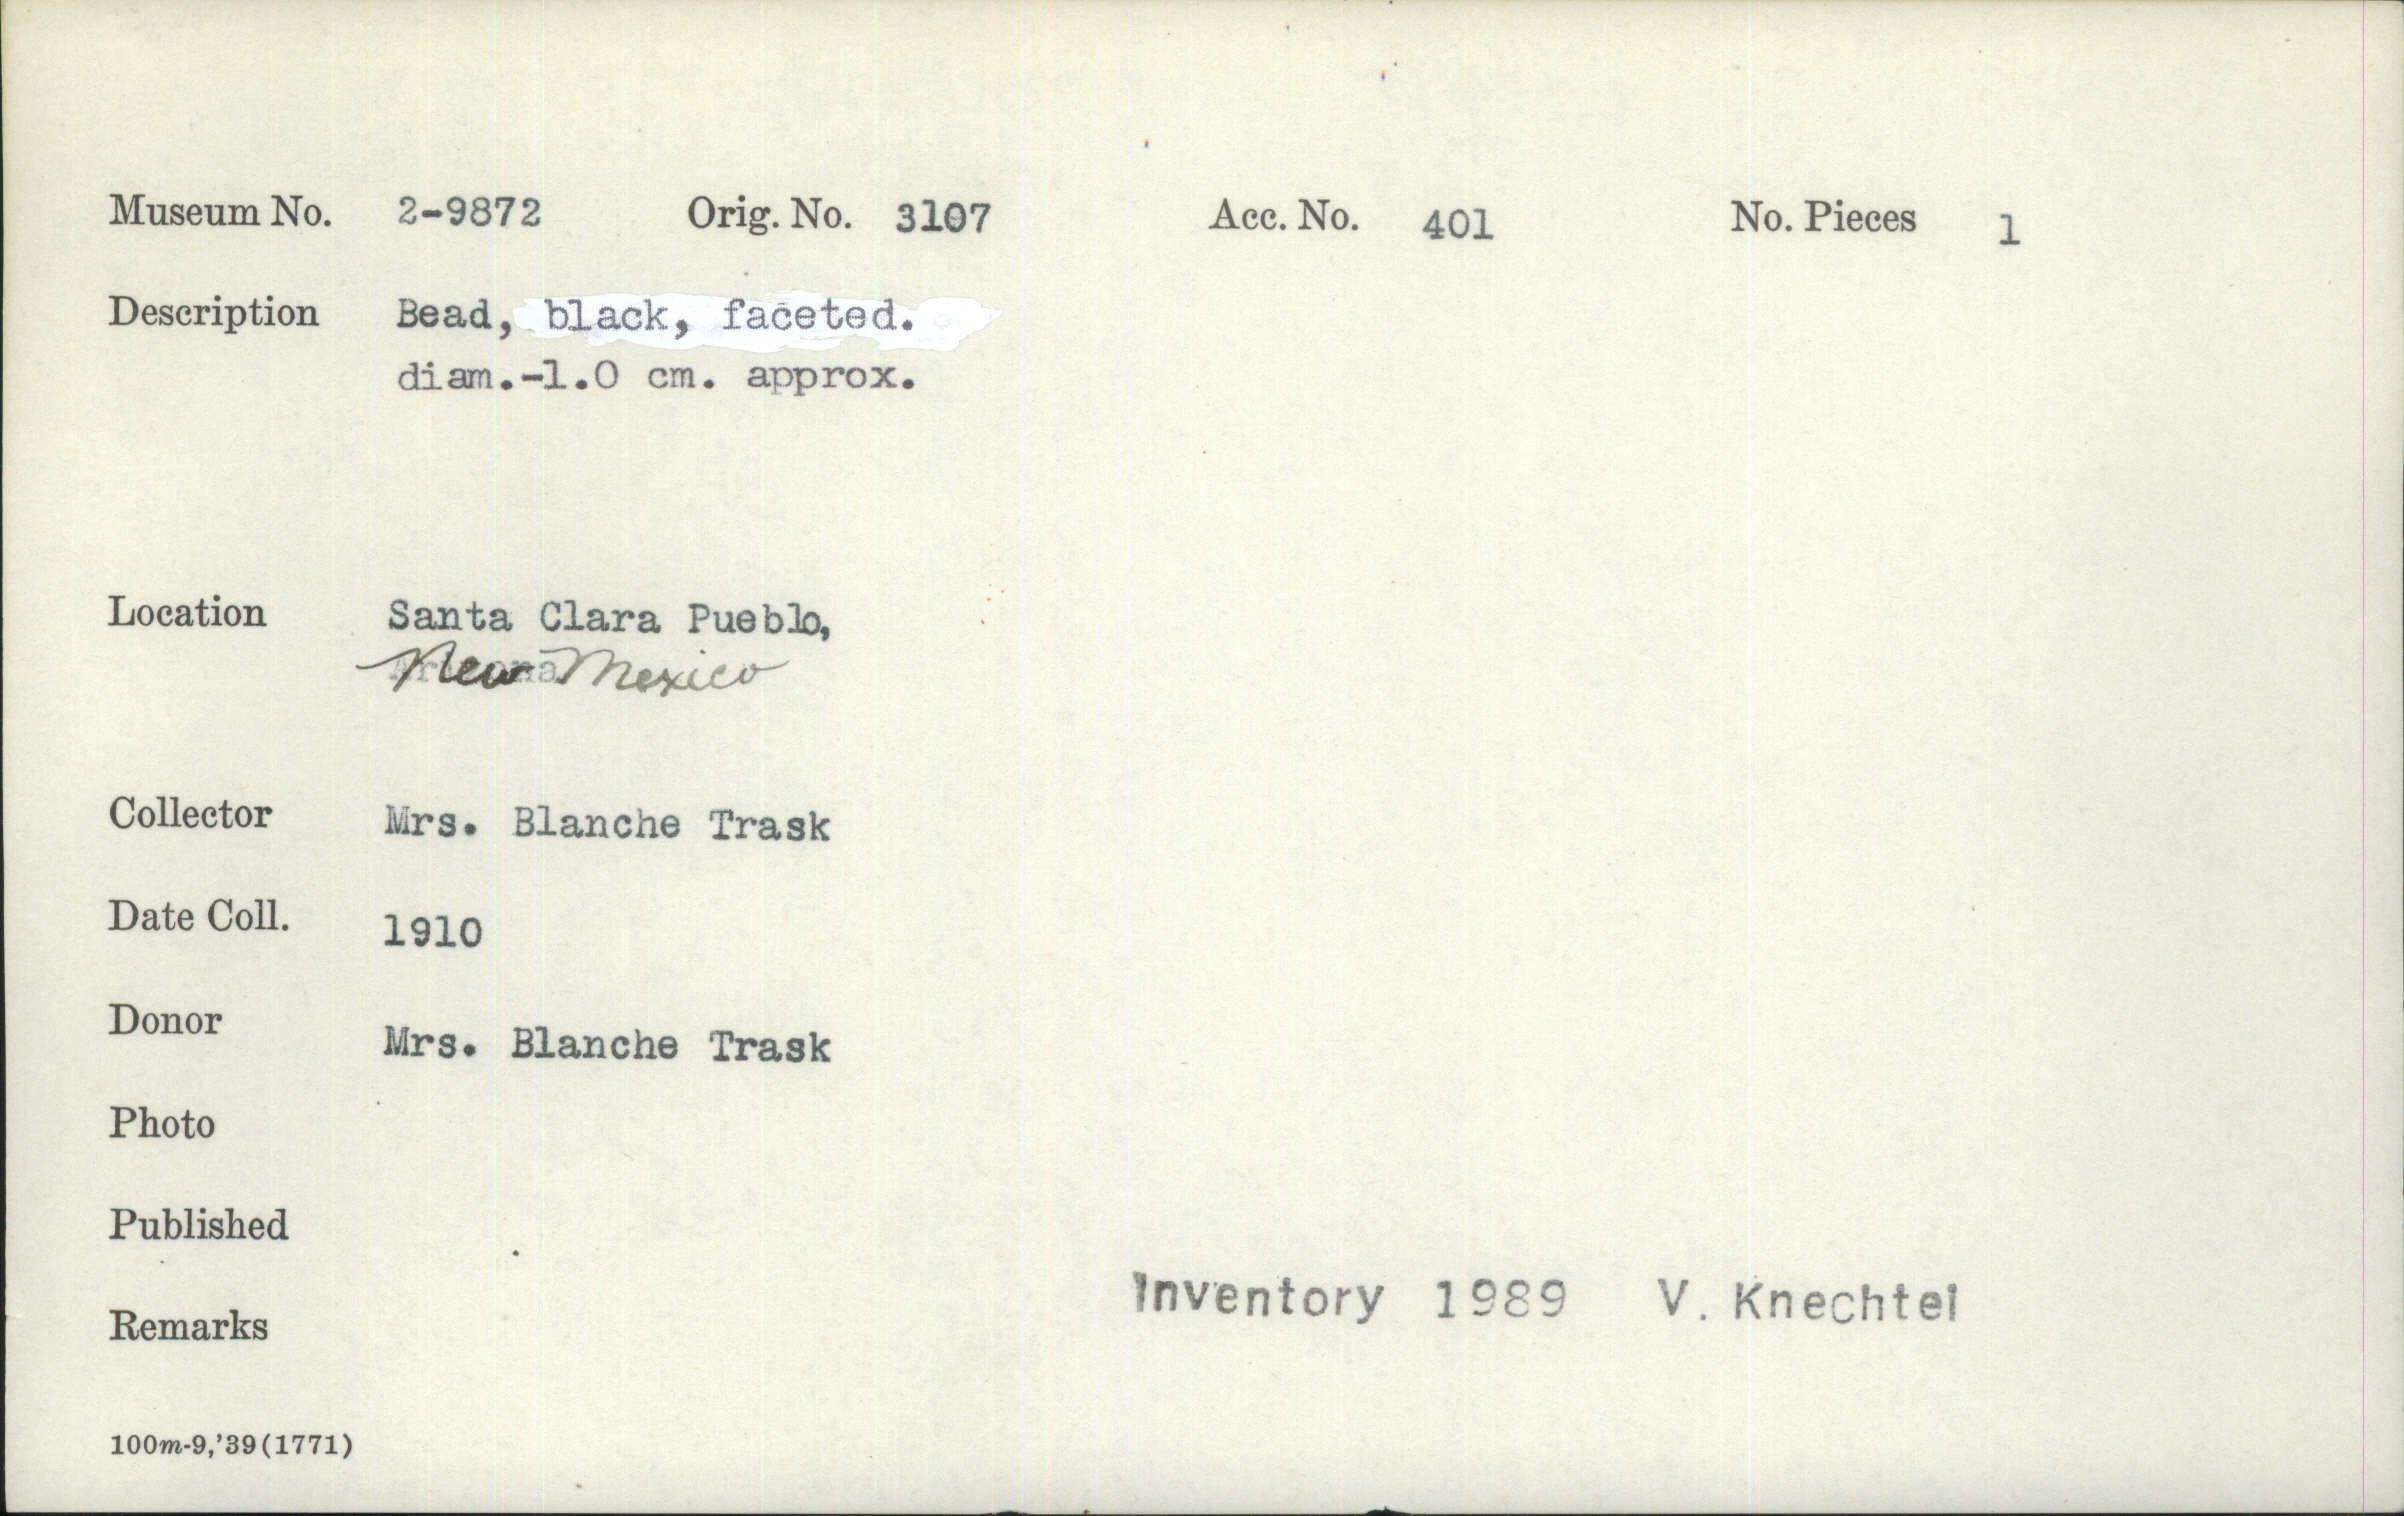 Museum No. 2-9872 Orig. No. 3107 Acc. No. 401 No. Pieces 1
Description Bead, black, faceted.
diam.-1.0 cm. approx.
Location Santa Clara Pueblo,
New Mexico
Collector Mrs. Blanche Trask
Date Coll. 1910
Donor Mrs. Blanche Trask
Photo
Published
Inventory 1989 V. Knechtel
Remarks
100m-9,'39(1771)